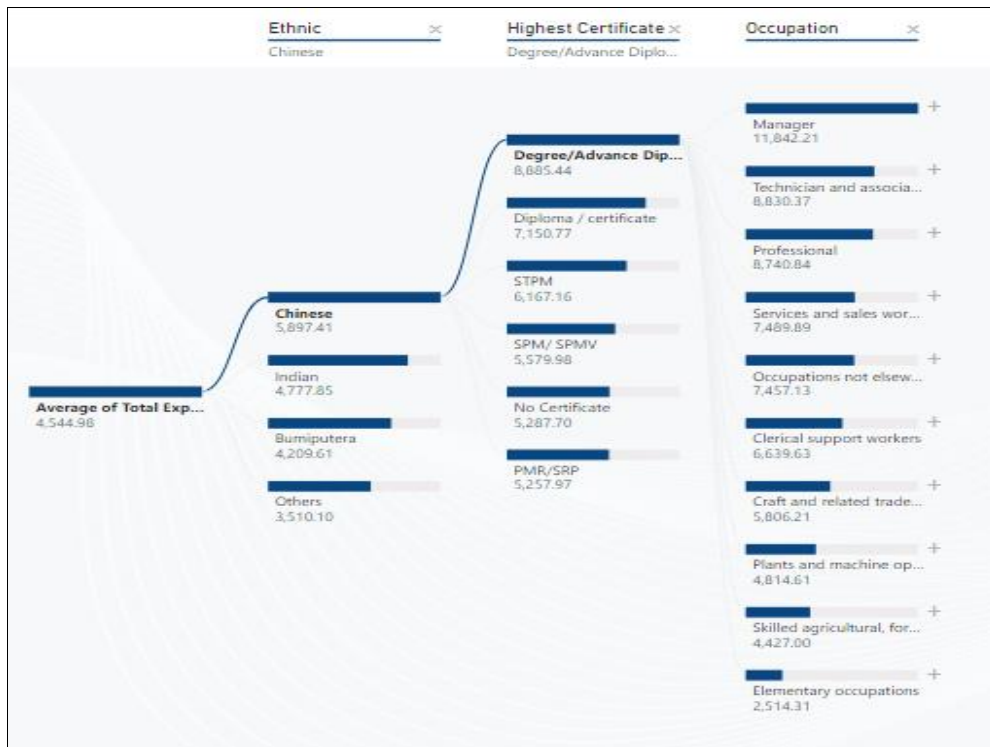 Ethnic
Chinese
Highest Certificate
Degree/Advance Diplo...
Occupation
Average of Total Exp...
4,544.98
Chinese
5,897.41
Indian
4,777.85
Bumiputera
4,209.61
Others
3,510.10
Degree/Advance Dip...
8,885.44
Diploma / certificate
7,150.77
STPM
6,167.16
SPM/ SPMV
5,579.98
No Certificate
5,287.70
PMR/SRP
5,257.97
Manager
11,842.21
Technician and associa...
8,830.37
Professional
8,740.84
Services and sales wor...
7,489.89
Occupations not elsew...
7,457.13
Clerical support workers
6,639.63
Craft and related trade...
5,806.21
Plants and machine op...
4,814.61
Skilled agricultural, for...
4,427.00
Elementary occupations
2,514.31